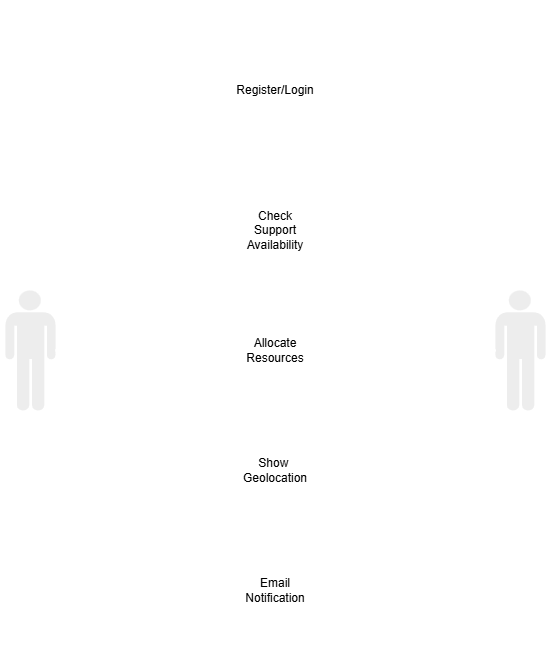 Register/Login
Check
Support
Availability
Allocate
Resources
Show
Geolocation
Email
Notification